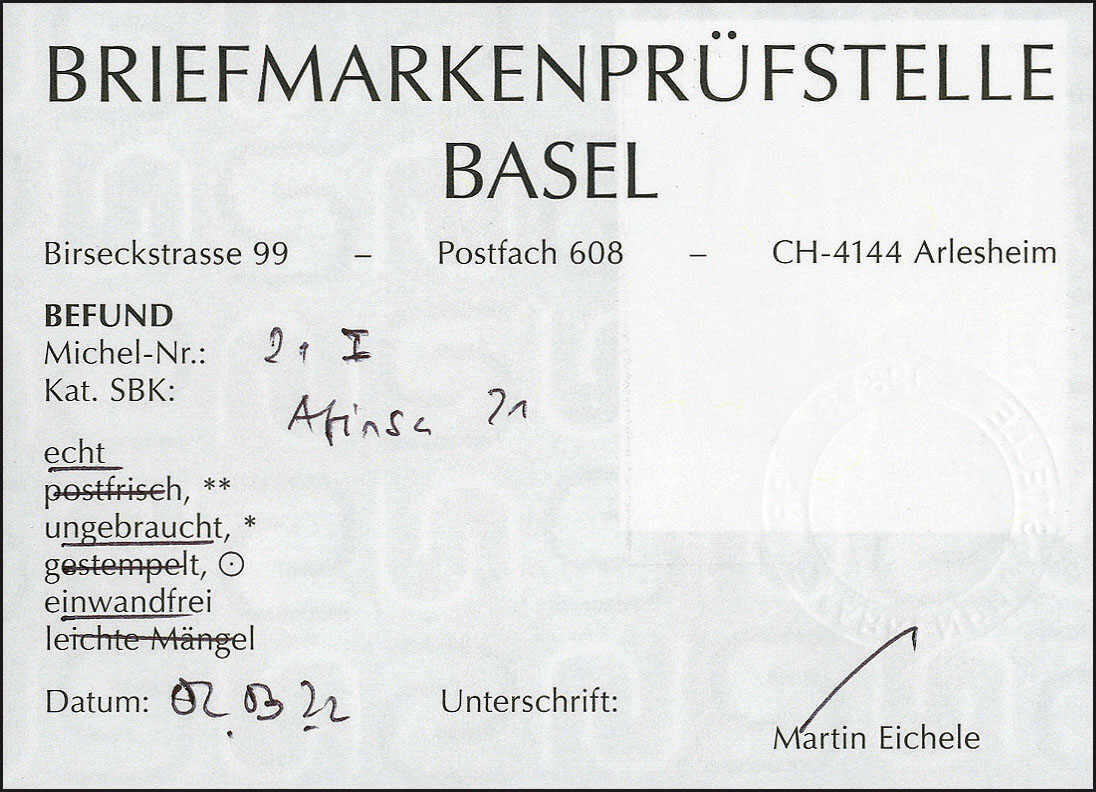 BRIEFMARKENPRÜFSTELLE
BASEL
Birseckstrasse 99 – Postfach 608 – CH-4144 Arlesheim
BEFUND
Michel-Nr.: 21 I
Kat. SBK:
Afinsa 21
echt
postfrisch, **
ungebraucht, *
gestempelt, ⊙
einwandfrei
leichte Mängel
Datum: 02.03.22 Unterschrift:
Martin Eichele